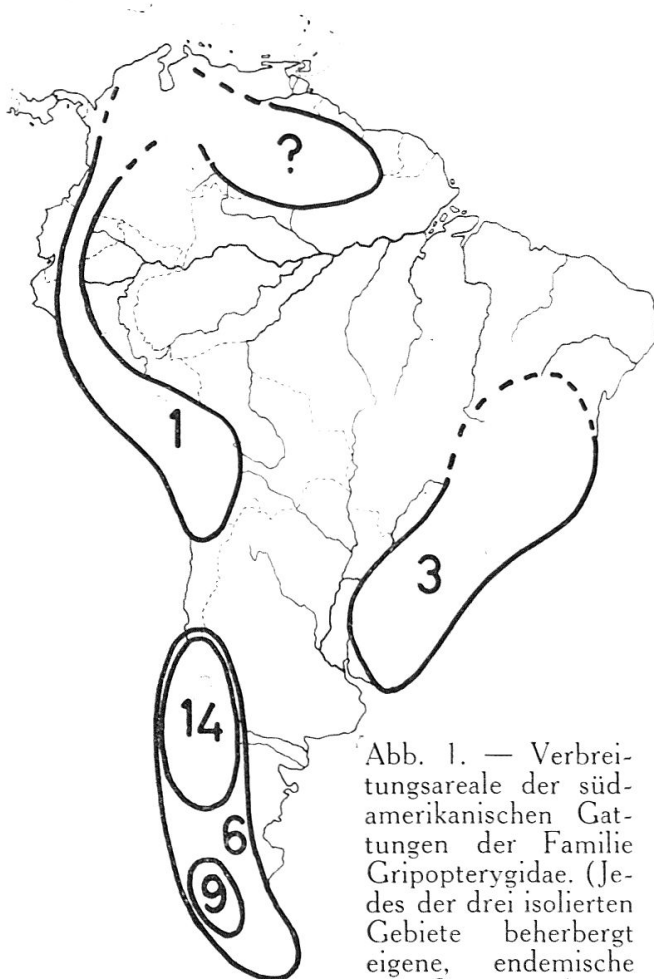 ?
1
3
14
6
9
Abb. 1. — Verbrei-
tungsareale der süd-
amerikanischen Gat-
tungen der Familie
Gripopterygidae. (Je-
des der drei isolierten
Gebiete beherbergt
eigene, endemische